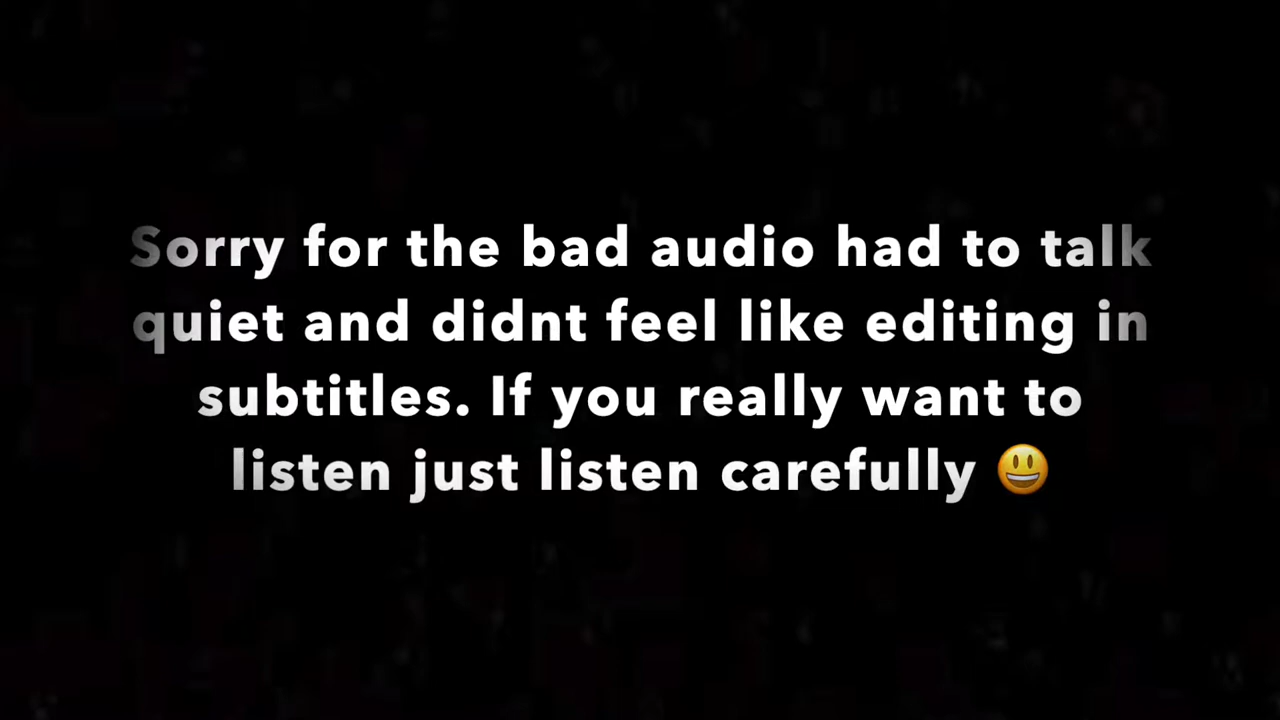 Sorry for the bad audio had to talk
quiet and didnt feel like editing in
subtitles. If you really want to
listen just listen carefully 😃